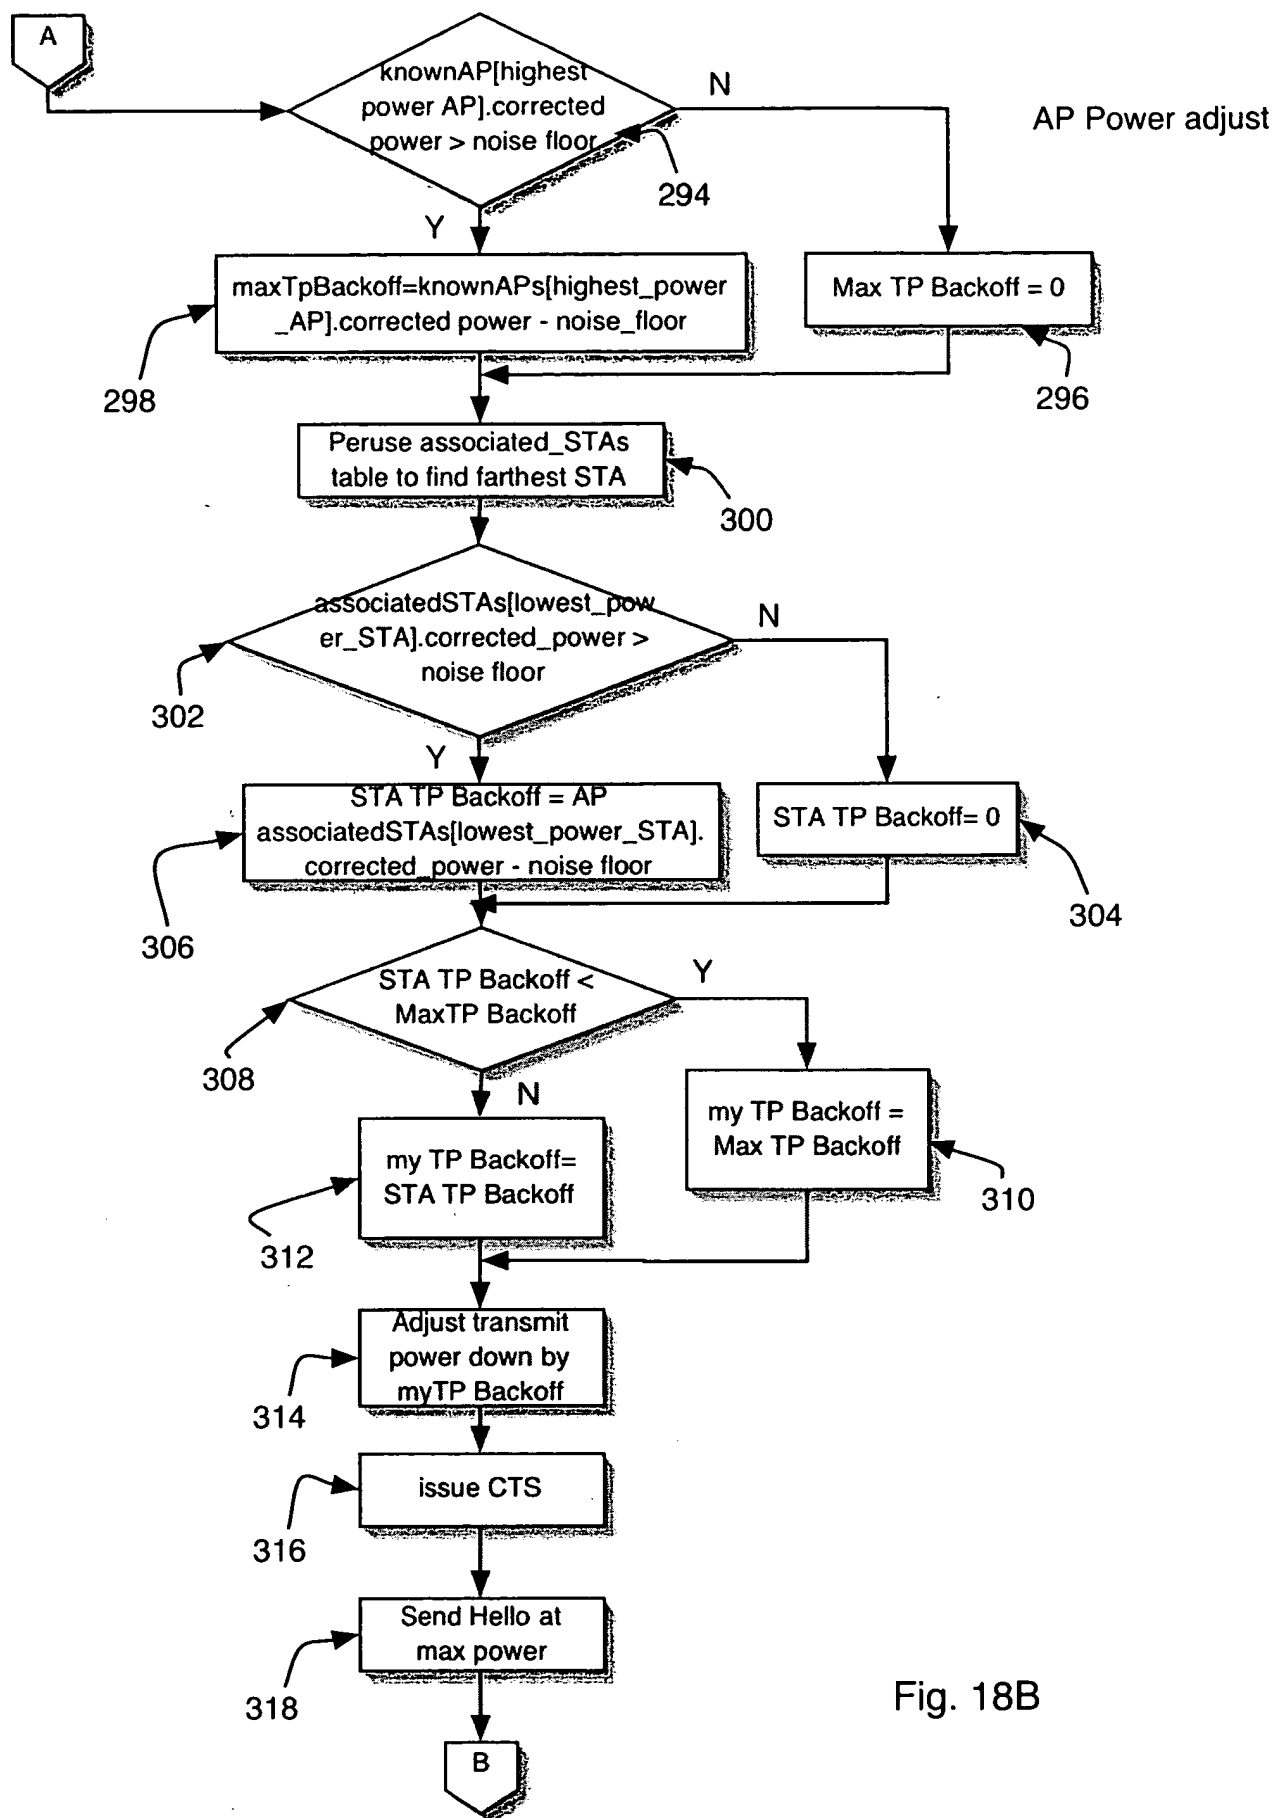 A
knownAP[highest
power AP].corrected
power > noise floor
N
AP Power adjust
294
Y
maxTpBackoff=knownAPs[highest_power
_AP].corrected power - noise_floor
Max TP Backoff = 0
298
296
Peruse associated_STAs
table to find farthest STA
300
associatedSTAs[lowest_pow
er_STA].corrected_power >
noise floor
N
302
Y
STA TP Backoff = AP
associatedSTAs[lowest_power_STA].
corrected_power - noise floor
STA TP Backoff= 0
304
306
STA TP Backoff <
MaxTP Backoff
Y
308
N
my TP Backoff =
Max TP Backoff
my TP Backoff=
STA TP Backoff
310
312
Adjust transmit
power down by
myTP Backoff
314
issue CTS
316
Send Hello at
max power
318
Fig. 18B
B